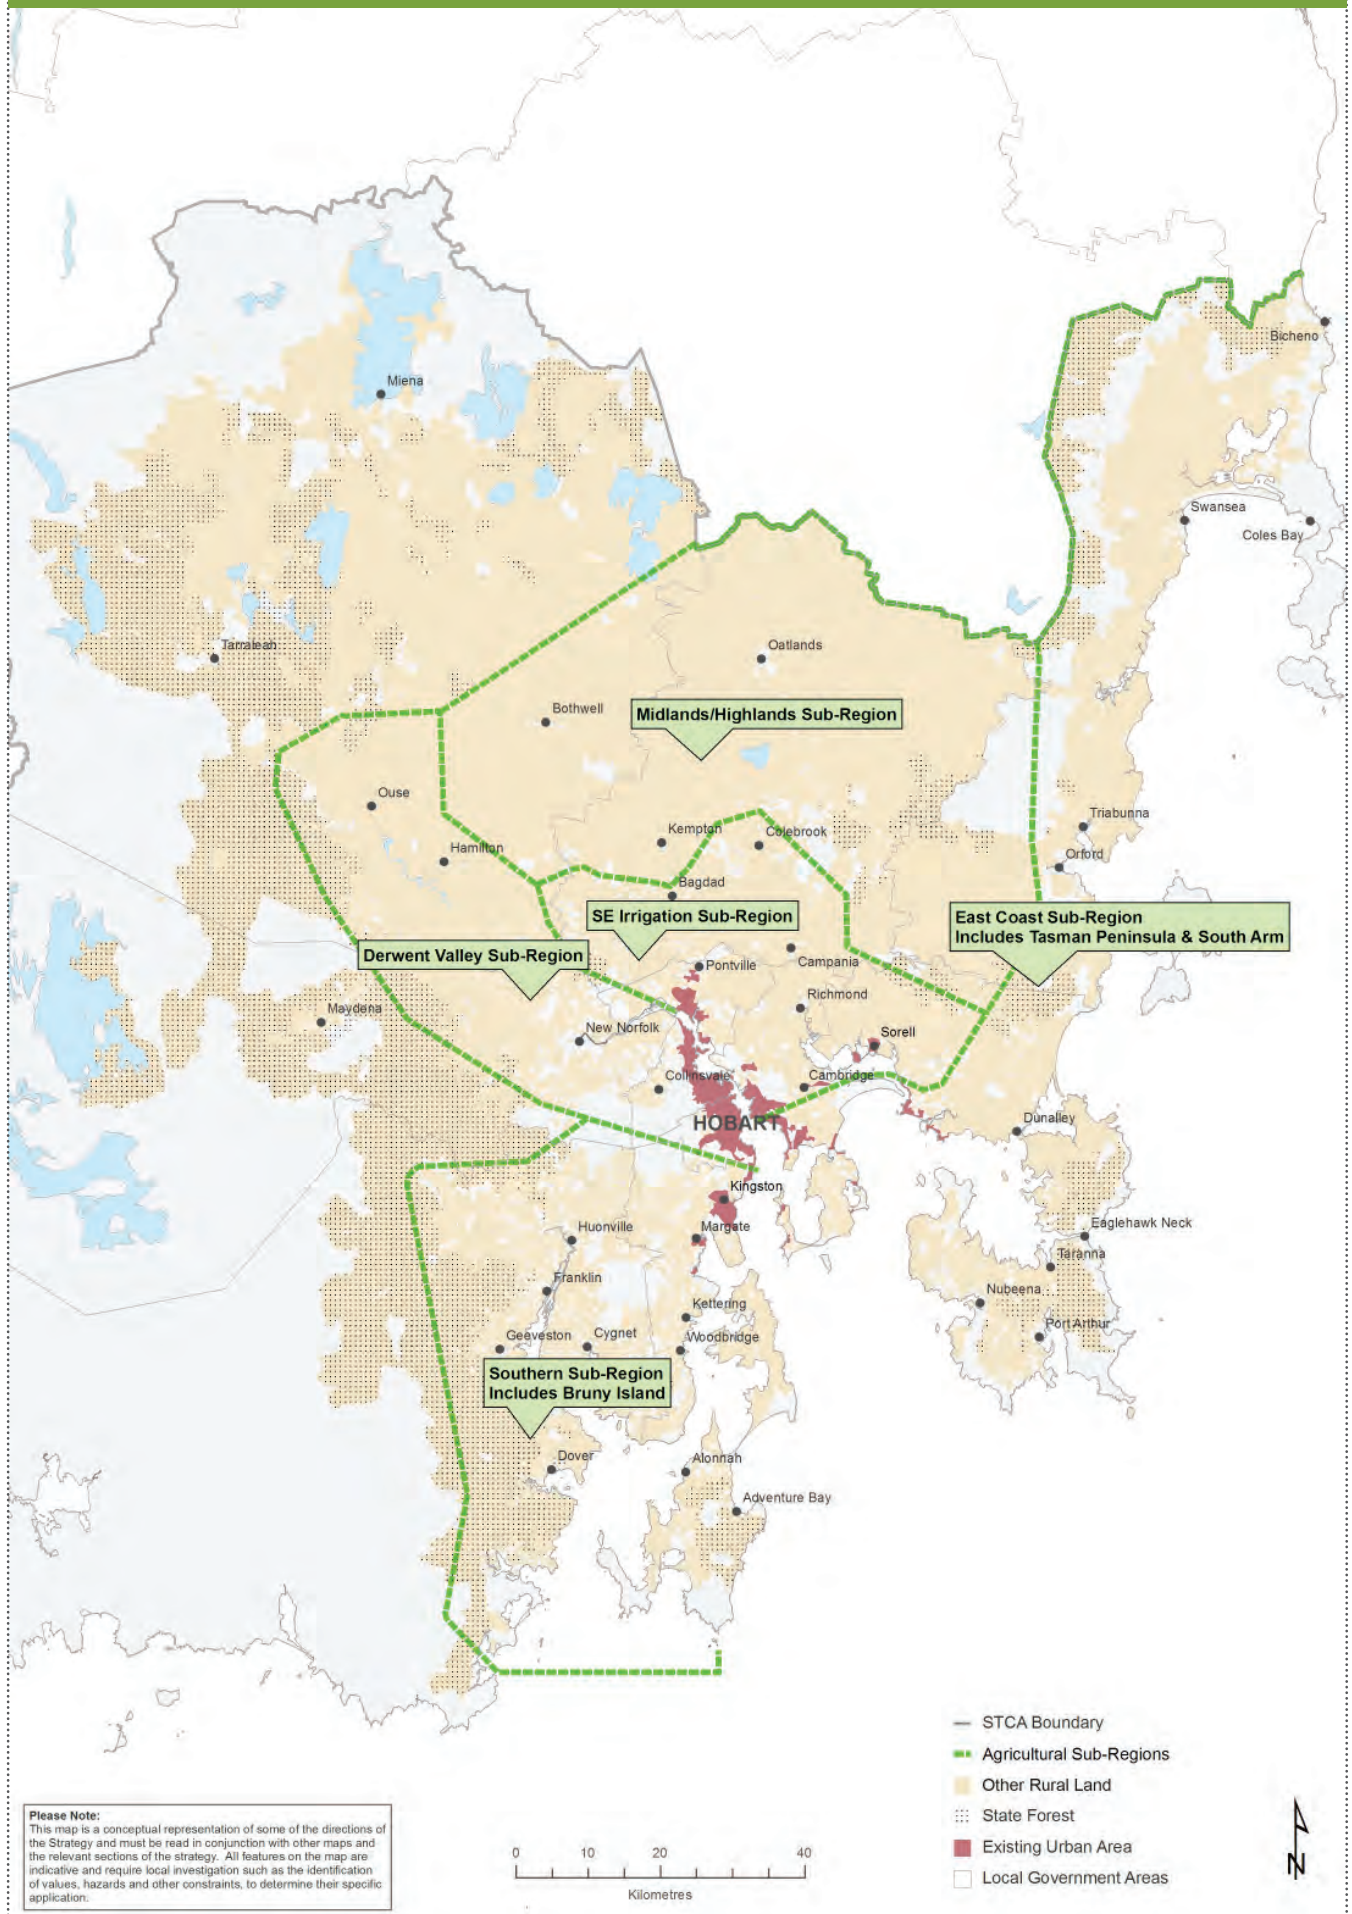 Bicheno
Miena
Swansea
Coles Bay
Tarraleah
Oatlands
Bothwell
Midlands/Highlands Sub-Region
Ouse
Triabunna
Kempton
Colebrook
Hamilton
Orford
Bagdad
SE Irrigation Sub-Region
East Coast Sub-Region
Includes Tasman Peninsula & South Arm
Derwent Valley Sub-Region
Pontville
Campania
Richmond
Maydena
New Norfolk
Sorell
Collinsvale
Cambridge
HOBART
Dunalley
Kingston
Huonville
Margate
Eaglehawk Neck
Taranna
Franklin
Nubeena
Kettering
Port Arthur
Geeveston
Cygnet
Woodbridge
Southern Sub-Region
Includes Bruny Island
Dover
Alonnah
Adventure Bay
STCA Boundary
Agricultural Sub-Regions
Other Rural Land
State Forest
Existing Urban Area
Local Government Areas
N
Please Note:
This map is a conceptual representation of some of the directions of
the Strategy and must be read in conjunction with other maps and
the relevant sections of the strategy. All features on the map are
indicative and require local investigation such as the identification
of values, hazards and other constraints, to determine their specific
application.
0 10 20 40
Kilometres